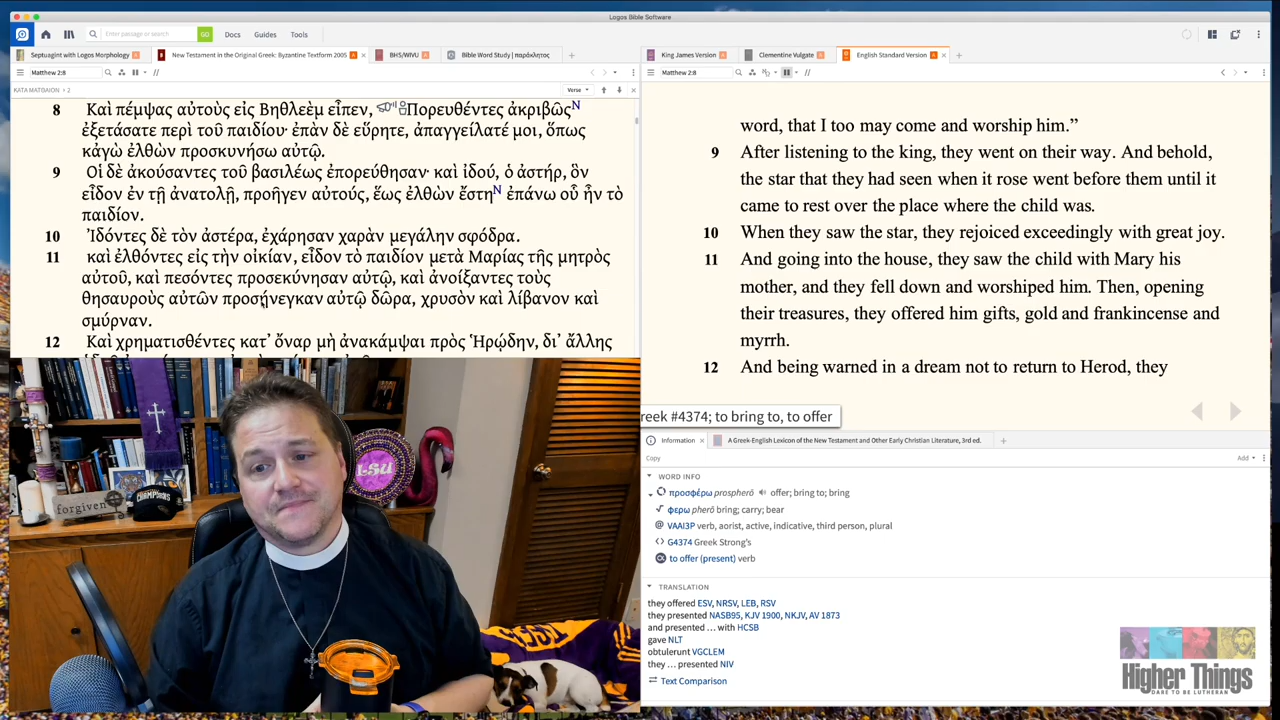 Logos Bible Software
Enter passage or search
GO
Docs
Guides
Tools
Septuagint with Logos Morphology
New Testament in the Original Greek: Byzantine Textform 2005
BHS/WIVU
Bible Word Study | παράκλητος
King James Version
Clementine Vulgate
English Standard Version
Matthew 2:8
Matthew 2:8
ΚΑΤΑ ΜΑΤΘΑΙΟΝ > 2
Verse
8 Καὶ πέμψας αὐτοὺς εἰς Βηθλεὲμ εἶπεν, Πορευθέντες ἀκριβῶς N
ἐξετάσατε περὶ τοῦ παιδίου· ἐπὰν δὲ εὕρητε, ἀπαγγείλατέ μοι, ὅπως
κἀγὼ ἐλθὼν προσκυνήσω αὐτῷ.
9 Οἱ δὲ ἀκούσαντες τοῦ βασιλέως ἐπορεύθησαν· καὶ ἰδού, ὁ ἀστήρ, ὃν
εἶδον ἐν τῇ ἀνατολῇ, προῆγεν αὐτούς, ἕως ἐλθὼν ἔστη N ἐπάνω οὗ ἦν τὸ
παιδίον.
10 Ἰδόντες δὲ τὸν ἀστέρα, ἐχάρησαν χαρὰν μεγάλην σφόδρα.
11 καὶ ἐλθόντες εἰς τὴν οἰκίαν, εἶδον τὸ παιδίον μετὰ Μαρίας τῆς μητρὸς
αὐτοῦ, καὶ πεσόντες προσεκύνησαν αὐτῷ, καὶ ἀνοίξαντες τοὺς
θησαυροὺς αὐτῶν προσήνεγκαν αὐτῷ δῶρα, χρυσὸν καὶ λίβανον καὶ
σμύρναν.
12 Καὶ χρηματισθέντες κατ’ ὄναρ μὴ ἀνακάμψαι πρὸς Ἡρῴδην, δι’ ἄλλης
word, that I too may come and worship him.”
9 After listening to the king, they went on their way. And behold,
the star that they had seen when it rose went before them until it
came to rest over the place where the child was.
10 When they saw the star, they rejoiced exceedingly with great joy.
11 And going into the house, they saw the child with Mary his
mother, and they fell down and worshiped him. Then, opening
their treasures, they offered him gifts, gold and frankincense and
myrrh.
12 And being warned in a dream not to return to Herod, they
reek #4374; to bring to, to offer
Information
A Greek-English Lexicon of the New Testament and Other Early Christian Literature, 3rd ed.
Copy
Add
WORD INFO
προσφέρω prospherō offer; bring to; bring
φερω pherō bring; carry; bear
@ VAAI3P verb, aorist, active, indicative, third person, plural
G4374 Greek Strong's
to offer (present) verb
TRANSLATION
they offered ESV, NRSV, LEB, RSV
they presented NASB95, KJV 1900, NKJV, AV 1873
and presented … with HCSB
gave NLT
obtulerunt VGCLEM
they … presented NIV
Text Comparison
forgiven
CHAMPIONS
LSU
Higher Things
DARE TO BE LUTHERAN